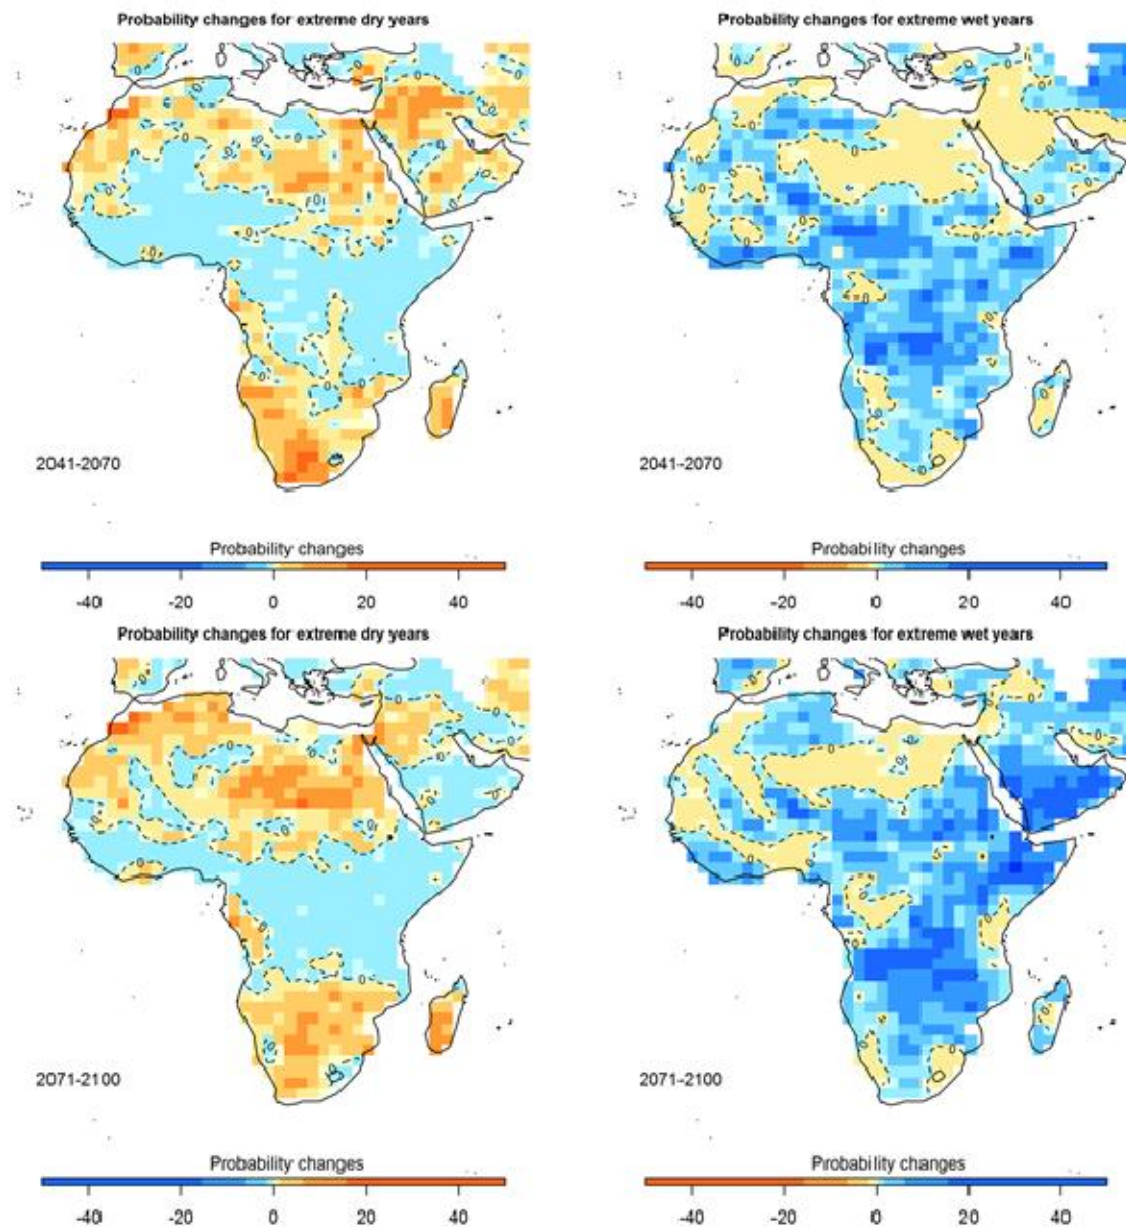 Probability changes for extreme dry years
Probability changes for extreme wet years
2041-2070
2041-2070
Probability changes
Probability changes
-40 -20 0 20 40
-40 -20 0 20 40
Probability changes for extreme dry years
Probability changes for extreme wet years
2071-2100
2071-2100
Probability changes
Probability changes
-40 -20 0 20 40
-40 -20 0 20 40